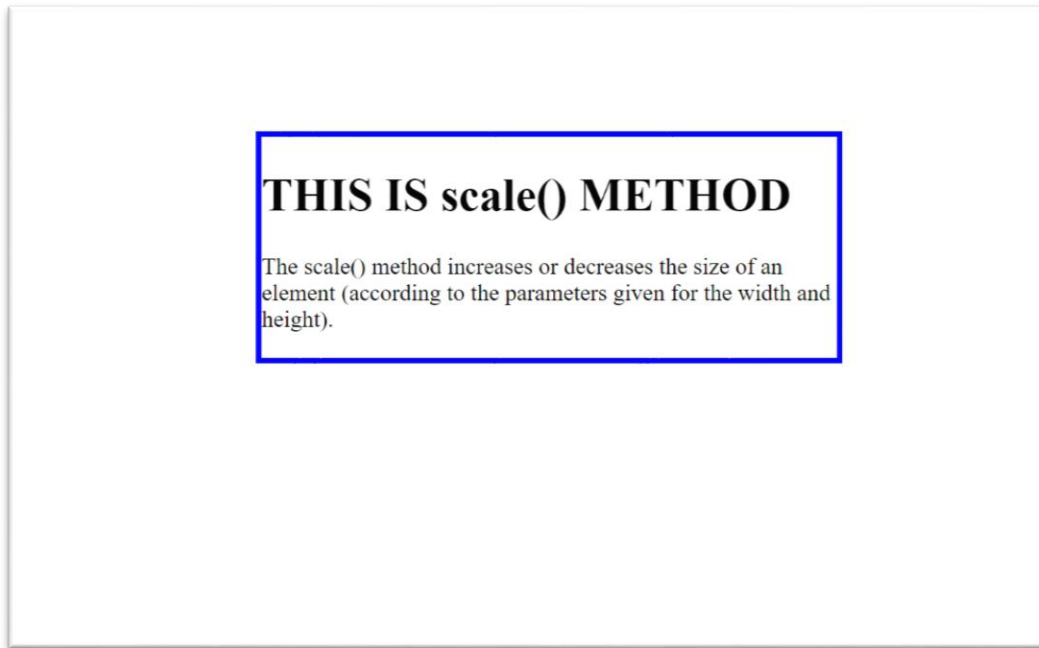 THIS IS scale() METHOD
The scale() method increases or decreases the size of an
element (according to the parameters given for the width and
height).